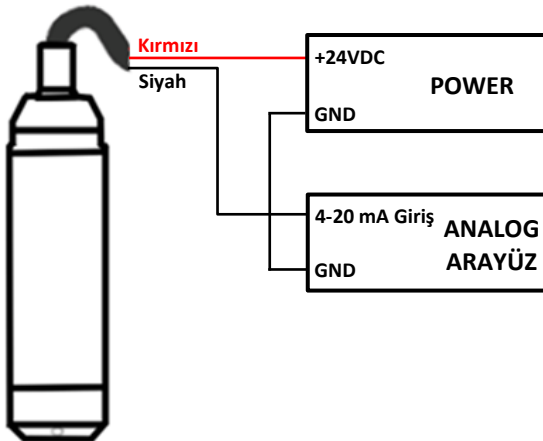 Kırmızı
Siyah
+24VDC
POWER
GND
4-20 mA Giriş
ANALOG
ARAYÜZ
GND